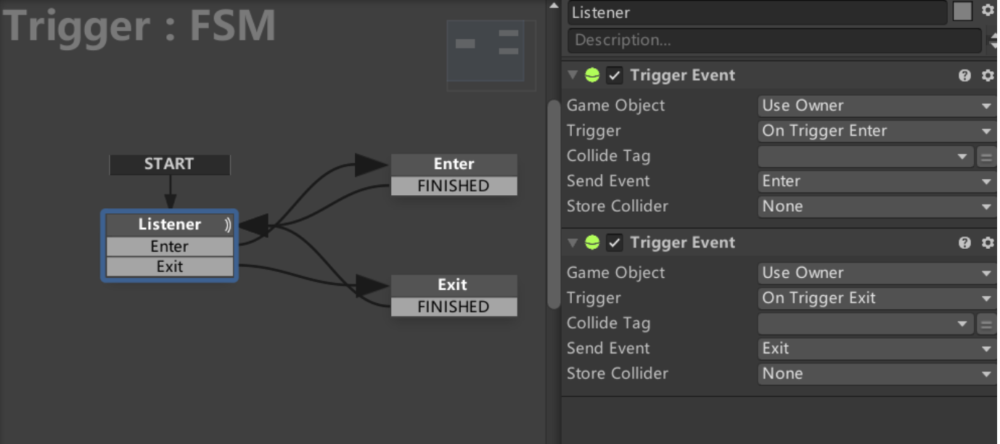 Trigger : FSM
START
Listener
Enter
Exit
Enter
FINISHED
Exit
FINISHED
Listener
Description...
Trigger Event
Game Object Use Owner
Trigger On Trigger Enter
Collide Tag
Send Event Enter
Store Collider None
Trigger Event
Game Object Use Owner
Trigger On Trigger Exit
Collide Tag
Send Event Exit
Store Collider None